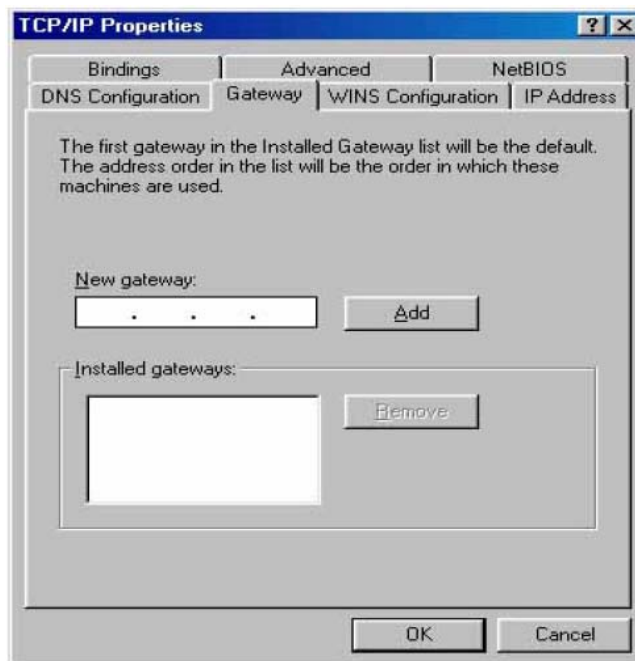 TCP/IP Properties
Bindings
Advanced
NetBIOS
DNS Configuration
Gateway
WINS Configuration
IP Address
The first gateway in the Installed Gateway list will be the default.
The address order in the list will be the order in which these
machines are used.
New gateway:
. . .
Add
Installed gateways:
Remove
OK
Cancel